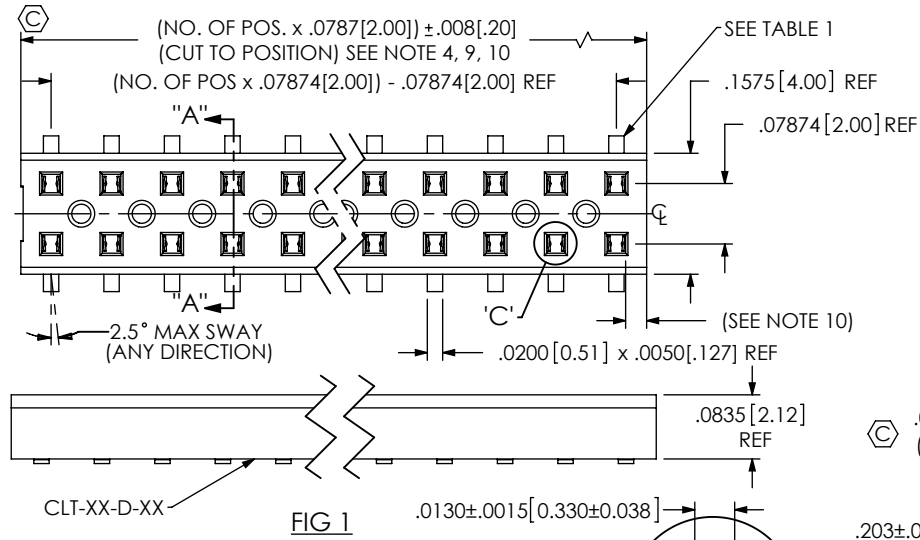 C
(NO. OF POS. x .0787[2.00]) ±.008[.20]
(CUT TO POSITION) SEE NOTE 4, 9, 10
(NO. OF POS x .07874[2.00]) - .07874[2.00] REF
SEE TABLE 1
.1575[4.00] REF
.07874[2.00] REF
"A"
℄
"A"
'C'
2.5° MAX SWAY
(ANY DIRECTION)
(SEE NOTE 10)
.0200[0.51] x .0050[.127] REF
.0835[2.12]
REF
C
CLT-XX-D-XX
FIG 1
.0130±.0015[0.330±0.038]
.203±.0